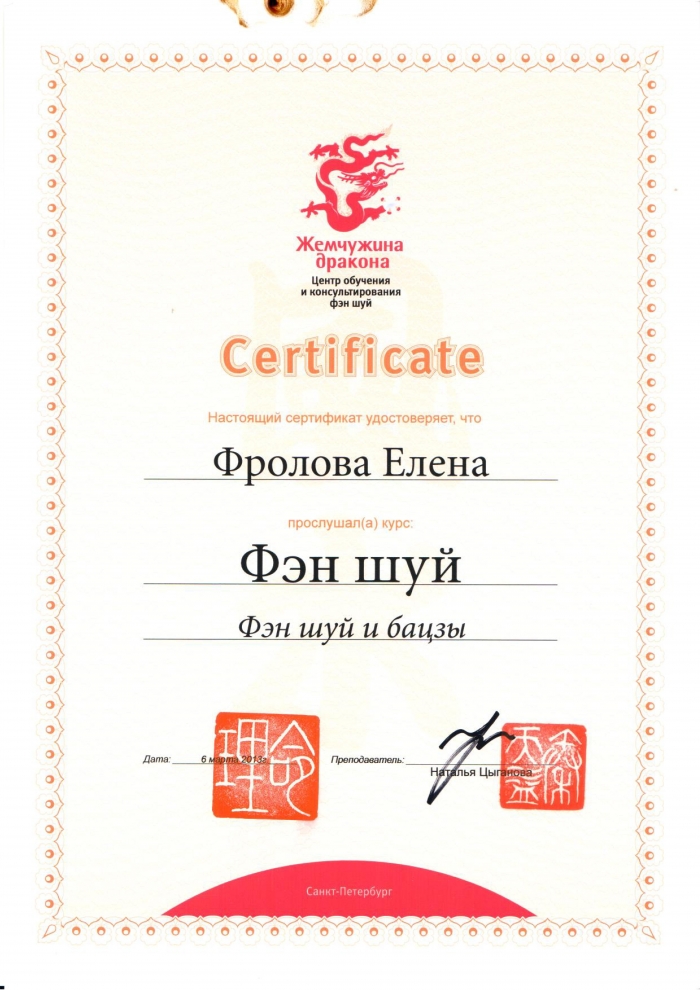 Жемчужина
дракона
Центр обучения
и консультирования
фэн шуй
Certificate
Настоящий сертификат удостоверяет, что
Фролова Елена
прослушал(а) курс:
Фэн шуй
Фэн шуй и бацзы
Дата: 6 марта 2013г. Преподаватель:
Наталья Цыганова
Санкт-Петербург